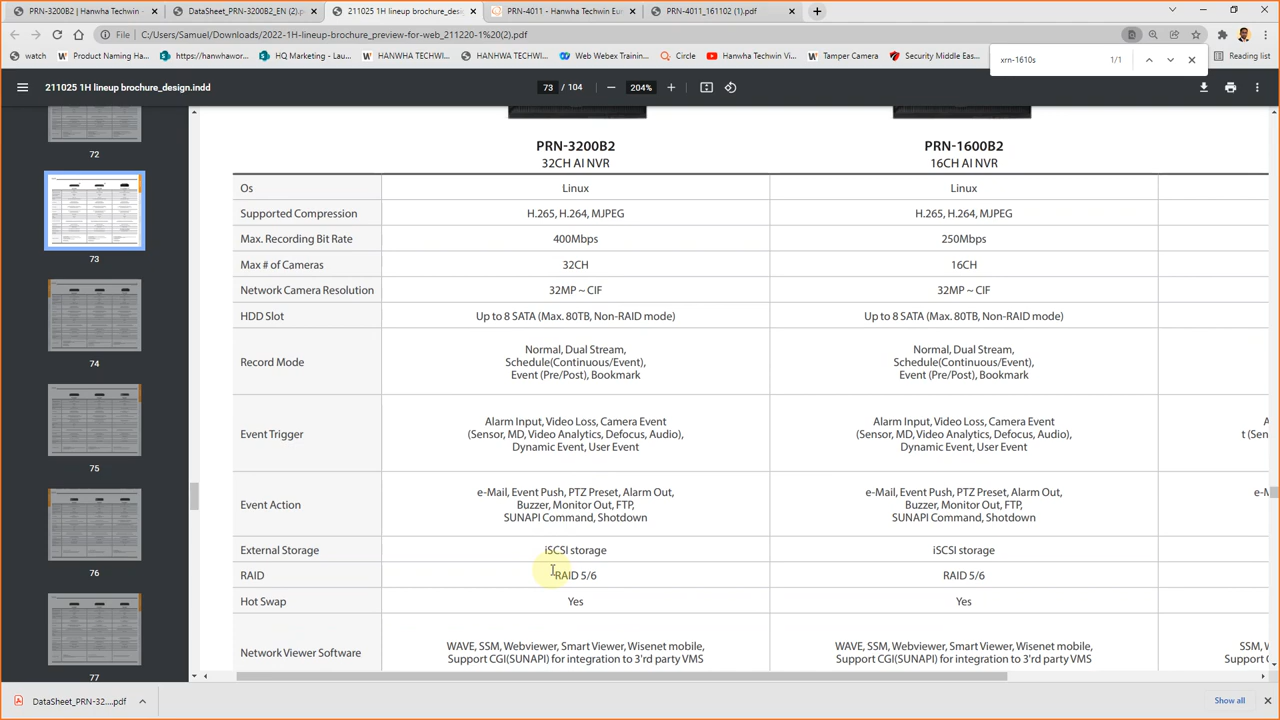 PRN-3200B2 | Hanwha Techwin -
DataSheet_PRN-3200B2_EN (2).p
211025 1H lineup brochure_desi
PRN-4011 - Hanwha Techwin Eur
PRN-4011_161102 (1).pdf
File
C:/Users/Samuel/Downloads/2022-1H-lineup-brochure_preview-for-web_211220-1%20(2).pdf
watch
Product Naming Ha...
https://hanwhawor...
HQ Marketing - Lau...
HANWHA TECHWI...
HANWHA TECHWI...
Web Webex Trainin...
Circle
Hanwha Techwin Vi...
Tamper Camera
Security Middle Eas...
Reading list
xrn-1610s
1/1
211025 1H lineup brochure_design.indd
73 / 104
204%
72
73
74
75
76
77
PRN-3200B2 PRN-1600B2
32CH AI NVR 16CH AI NVR
Os Linux Linux
Supported Compression H.265, H.264, MJPEG H.265, H.264, MJPEG
Max. Recording Bit Rate 400Mbps 250Mbps
Max # of Cameras 32CH 16CH
Network Camera Resolution 32MP ~ CIF 32MP ~ CIF
HDD Slot Up to 8 SATA (Max. 80TB, Non-RAID mode) Up to 8 SATA (Max. 80TB, Non-RAID mode)
Record Mode
Normal, Dual Stream,
Schedule(Continuous/Event),
Event (Pre/Post), Bookmark
Normal, Dual Stream,
Schedule(Continuous/Event),
Event (Pre/Post), Bookmark
Event Trigger
Alarm Input, Video Loss, Camera Event
(Sensor, MD, Video Analytics, Defocus, Audio),
Dynamic Event, User Event
Alarm Input, Video Loss, Camera Event
(Sensor, MD, Video Analytics, Defocus, Audio),
Dynamic Event, User Event
A
t (Sen
Event Action
e-Mail, Event Push, PTZ Preset, Alarm Out,
Buzzer, Monitor Out, FTP,
SUNAPI Command, Shotdown
e-Mail, Event Push, PTZ Preset, Alarm Out,
Buzzer, Monitor Out, FTP,
SUNAPI Command, Shotdown
e-M
External Storage iSCSI storage iSCSI storage
RAID RAID 5/6 RAID 5/6
Hot Swap Yes Yes
Network Viewer Software
WAVE, SSM, Webviewer, Smart Viewer, Wisenet mobile,
Support CGI(SUNAPI) for integration to 3'rd party VMS
WAVE, SSM, Webviewer, Smart Viewer, Wisenet mobile,
Support CGI(SUNAPI) for integration to 3'rd party VMS
SSM,
Support C
DataSheet_PRN-32....pdf
Show all